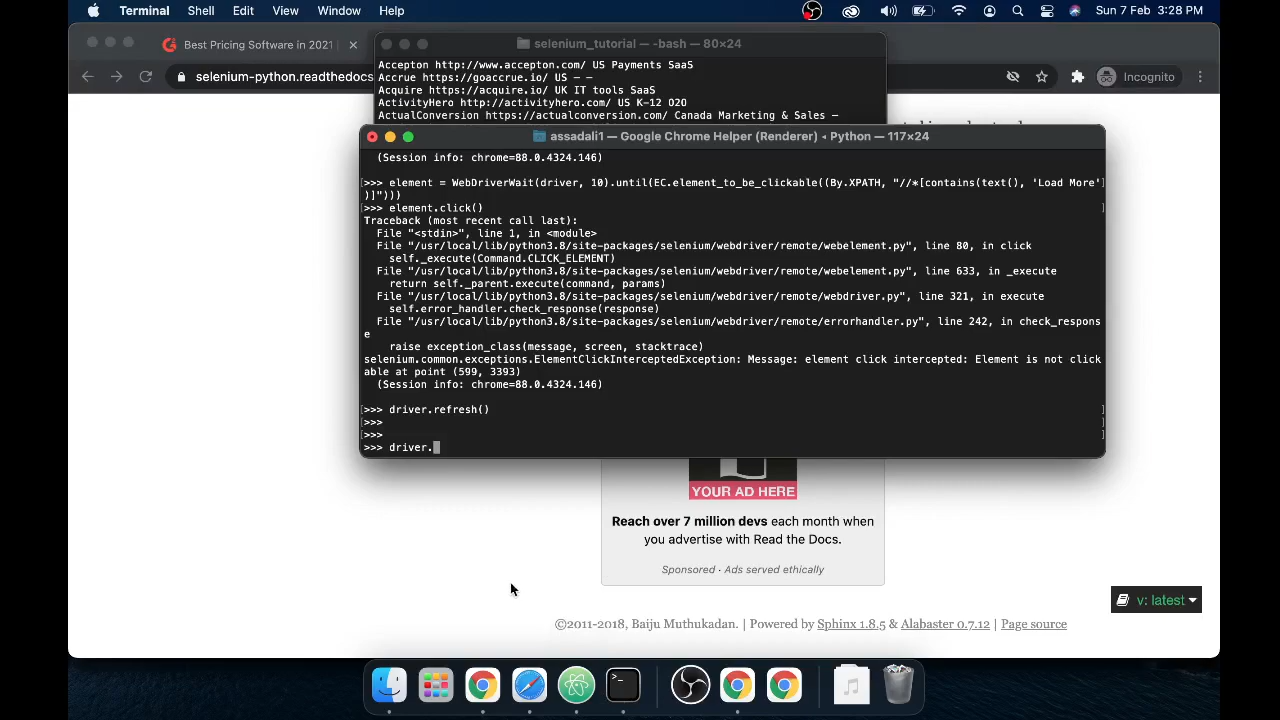 Terminal Shell Edit View Window Help Sun 7 Feb 3:28 PM
Best Pricing Software in 2021
selenium_tutorial — -bash — 80×24
selenium-python.readthedocs
Incognito
Accepton http://www.accepton.com/ US Payments SaaS
Accrue https://goaccrue.io/ US — —
Acquire https://acquire.io/ UK IT tools SaaS
ActivityHero http://activityhero.com/ US K-12 O2O
ActualConversion https://actualconversion.com/ Canada Marketing & Sales —
assadali1 — Google Chrome Helper (Renderer) ◂ Python — 117×24
(Session info: chrome=88.0.4324.146)
[>>> element = WebDriverWait(driver, 10).until(EC.element_to_be_clickable((By.XPATH, "//*[contains(text(), 'Load More']
)]")))
[>>> element.click() ]
Traceback (most recent call last):
File "<stdin>", line 1, in <module>
File "/usr/local/lib/python3.8/site-packages/selenium/webdriver/remote/webelement.py", line 80, in click
self._execute(Command.CLICK_ELEMENT)
File "/usr/local/lib/python3.8/site-packages/selenium/webdriver/remote/webelement.py", line 633, in _execute
return self._parent.execute(command, params)
File "/usr/local/lib/python3.8/site-packages/selenium/webdriver/remote/webdriver.py", line 321, in execute
self.error_handler.check_response(response)
File "/usr/local/lib/python3.8/site-packages/selenium/webdriver/remote/errorhandler.py", line 242, in check_respons
e
raise exception_class(message, screen, stacktrace)
selenium.common.exceptions.ElementClickInterceptedException: Message: element click intercepted: Element is not click
able at point (599, 3393)
(Session info: chrome=88.0.4324.146)
[>>> driver.refresh() ]
[>>> ]
[>>> ]
>>> driver.
YOUR AD HERE
Reach over 7 million devs each month when
you advertise with Read the Docs.
Sponsored · Ads served ethically
v: latest
©2011-2018, Baiju Muthukadan. | Powered by Sphinx 1.8.5 & Alabaster 0.7.12 | Page source